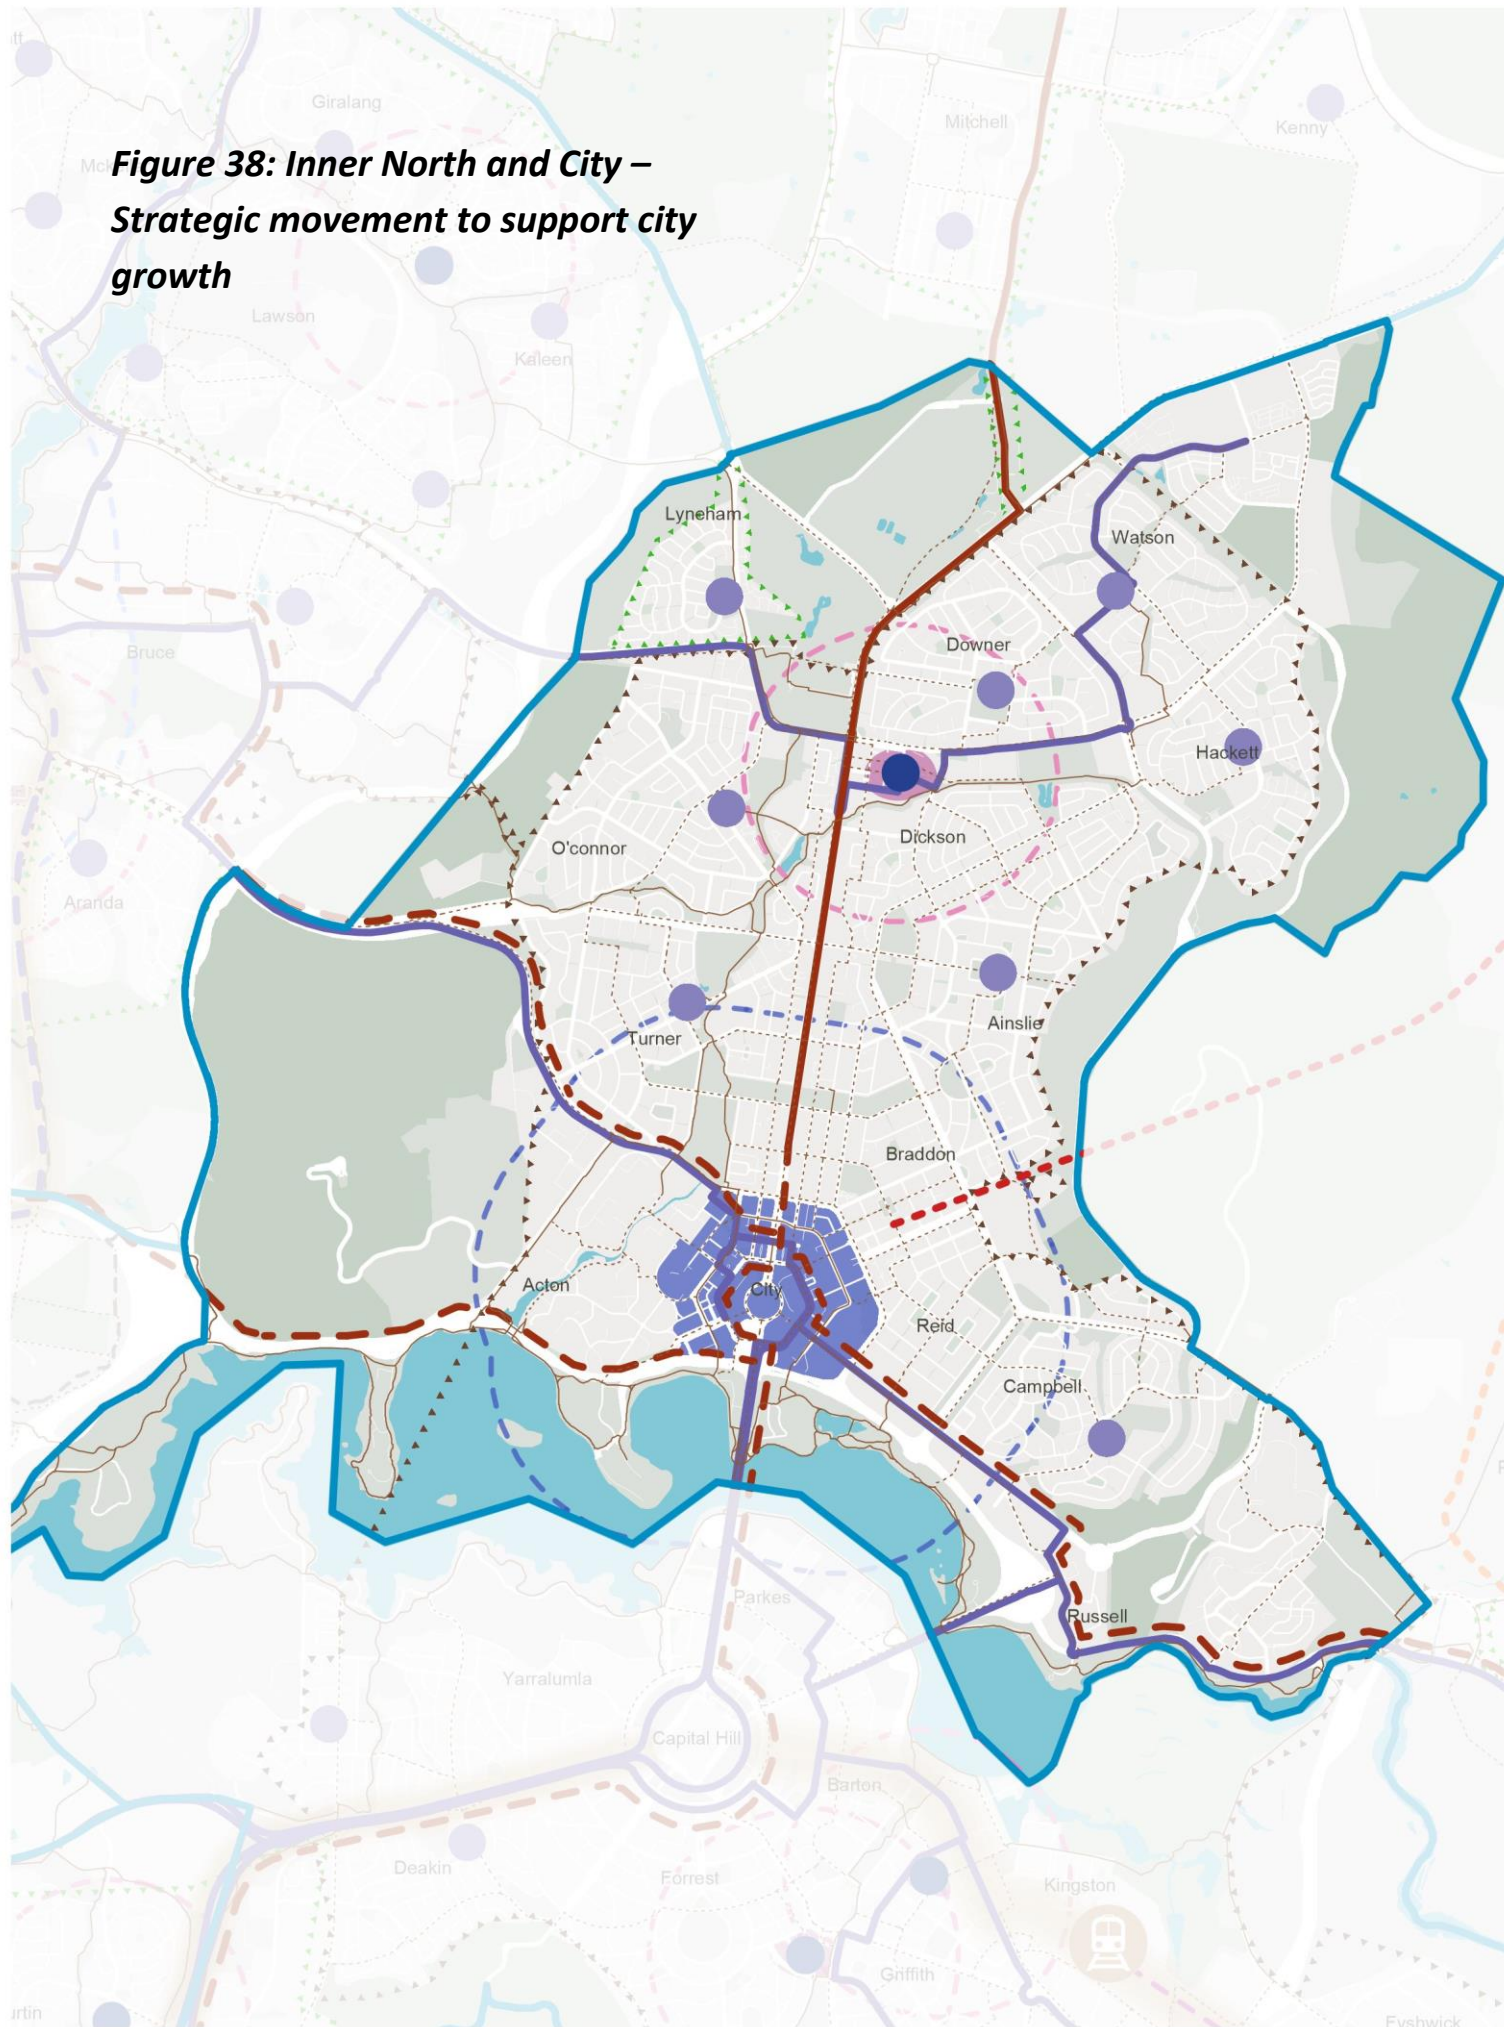 Giralang
Mitchell
Kenny
Figure 38: Inner North and City –
Strategic movement to support city
growth
Lawson
Kaleen
Lyneham
Watson
Downer
Bruce
Hackett
Dickson
O'connor
Aranda
Ainslie
Turner
Braddon
Acton
City
Reid
Campbell
Parkes
Russell
Yarralumla
Capital Hill
Barton
Deakin
Forrest
Kingston
Griffith
urtin
Fyshwick